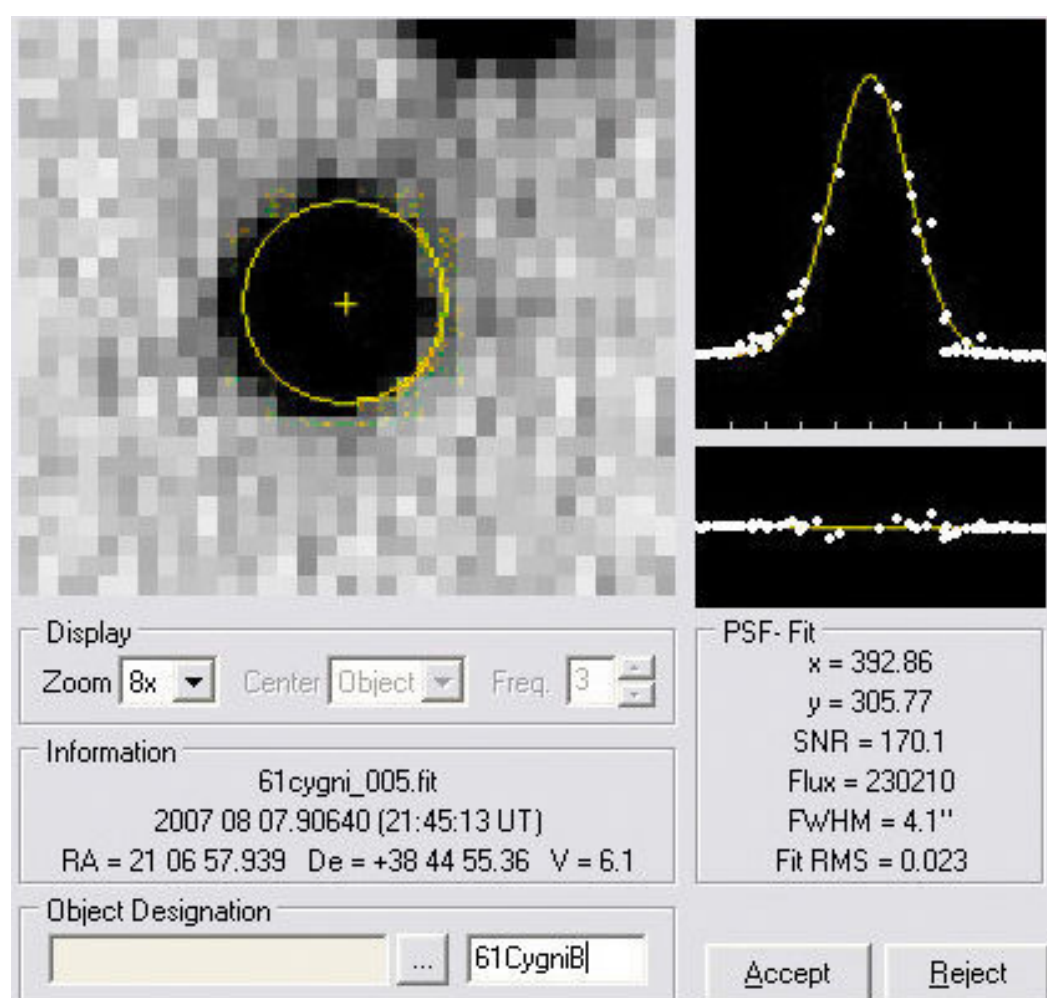 Display
Zoom 8x Center Object Freq. 3
Information
61cygni_005.fit
2007 08 07.90640 (21:45:13 UT)
RA = 21 06 57.939 De = +38 44 55.36 V = 6.1
Object Designation
... 61CygniB
PSF- Fit
x = 392.86
y = 305.77
SNR = 170.1
Flux = 230210
FWHM = 4.1"
Fit RMS = 0.023
Accept Reject